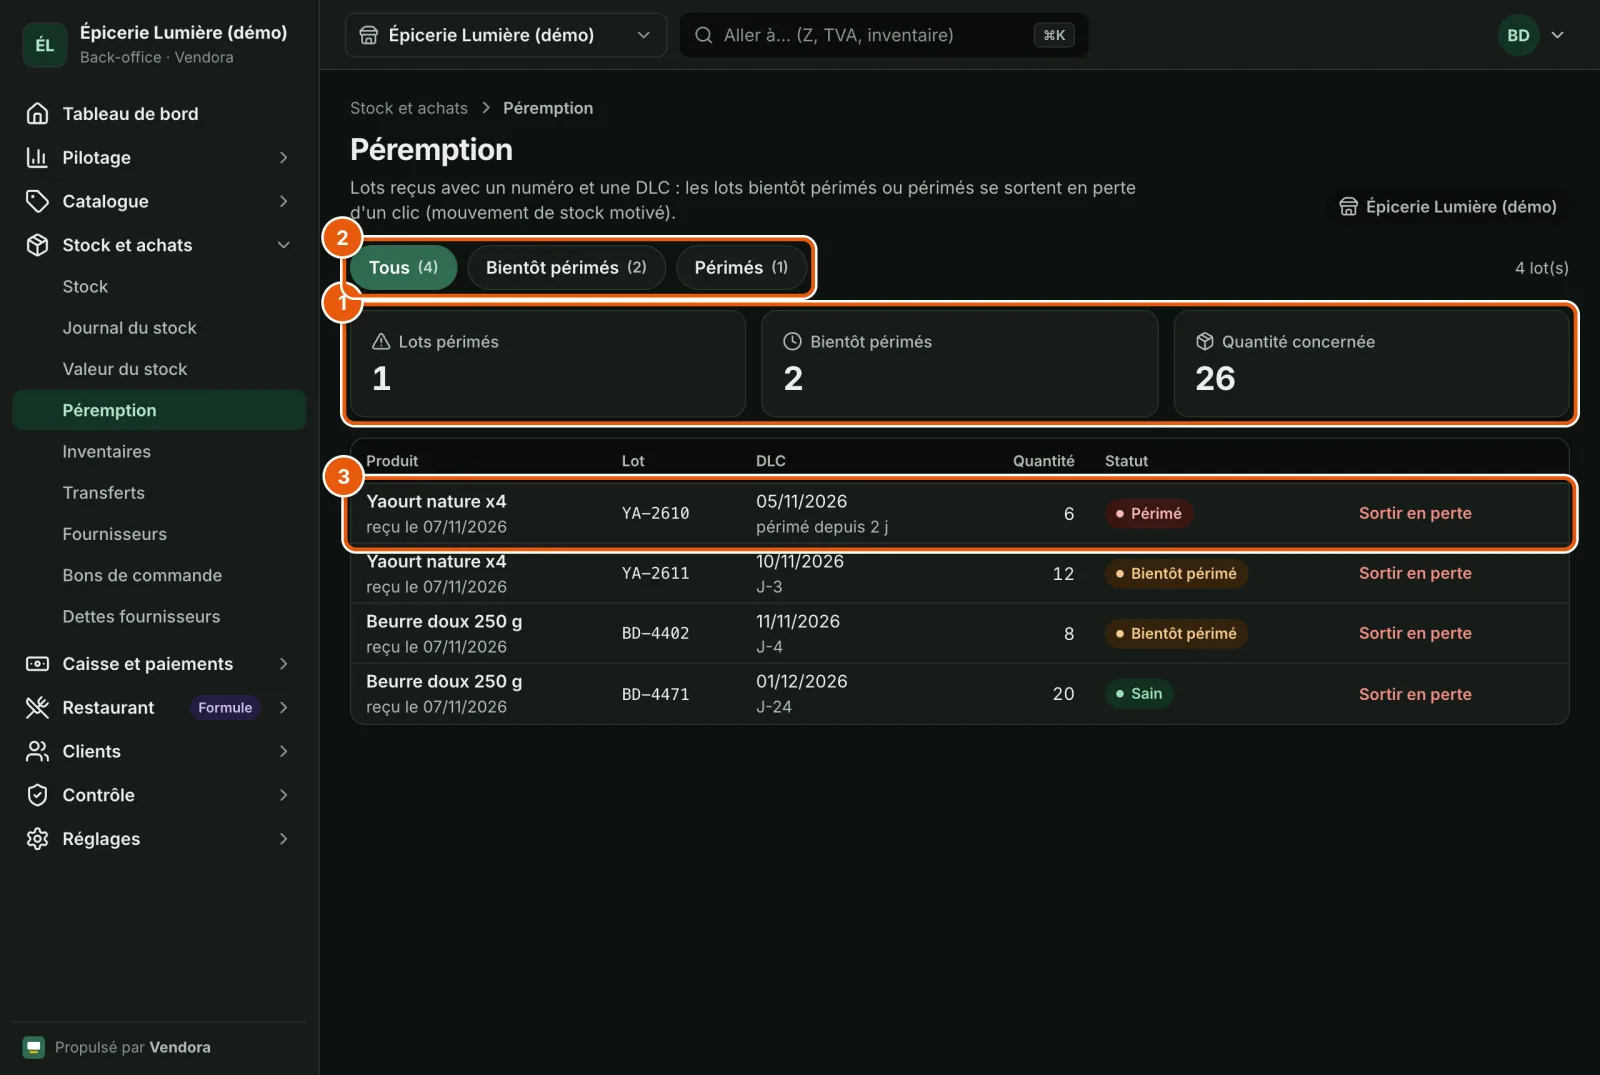 ÉL
Épicerie Lumière (démo)
Back-office · Vendora
Épicerie Lumière (démo)
Aller à... (Z, TVA, inventaire)
⌘K
BD
Tableau de bord
Pilotage
Catalogue
Stock et achats
Stock
Journal du stock
Valeur du stock
Péremption
Inventaires
Transferts
Fournisseurs
Bons de commande
Dettes fournisseurs
Caisse et paiements
Restaurant
Formule
Clients
Contrôle
Réglages
Propulsé par Vendora
Stock et achats
Péremption
Péremption
Lots reçus avec un numéro et une DLC : les lots bientôt périmés ou périmés se sortent en perte
d'un clic (mouvement de stock motivé).
Épicerie Lumière (démo)
2
Tous (4)
Bientôt périmés (2)
Périmés (1)
4 lot(s)
1
Lots périmés
1
Bientôt périmés
2
Quantité concernée
26
Produit
Lot
DLC
Quantité
Statut
3
Yaourt nature x4
reçu le 07/11/2026
YA-2610
05/11/2026
périmé depuis 2 j
6
Périmé
Sortir en perte
Yaourt nature x4
reçu le 07/11/2026
YA-2611
10/11/2026
J-3
12
Bientôt périmé
Sortir en perte
Beurre doux 250 g
reçu le 07/11/2026
BD-4402
11/11/2026
J-4
8
Bientôt périmé
Sortir en perte
Beurre doux 250 g
reçu le 07/11/2026
BD-4471
01/12/2026
J-24
20
Sain
Sortir en perte